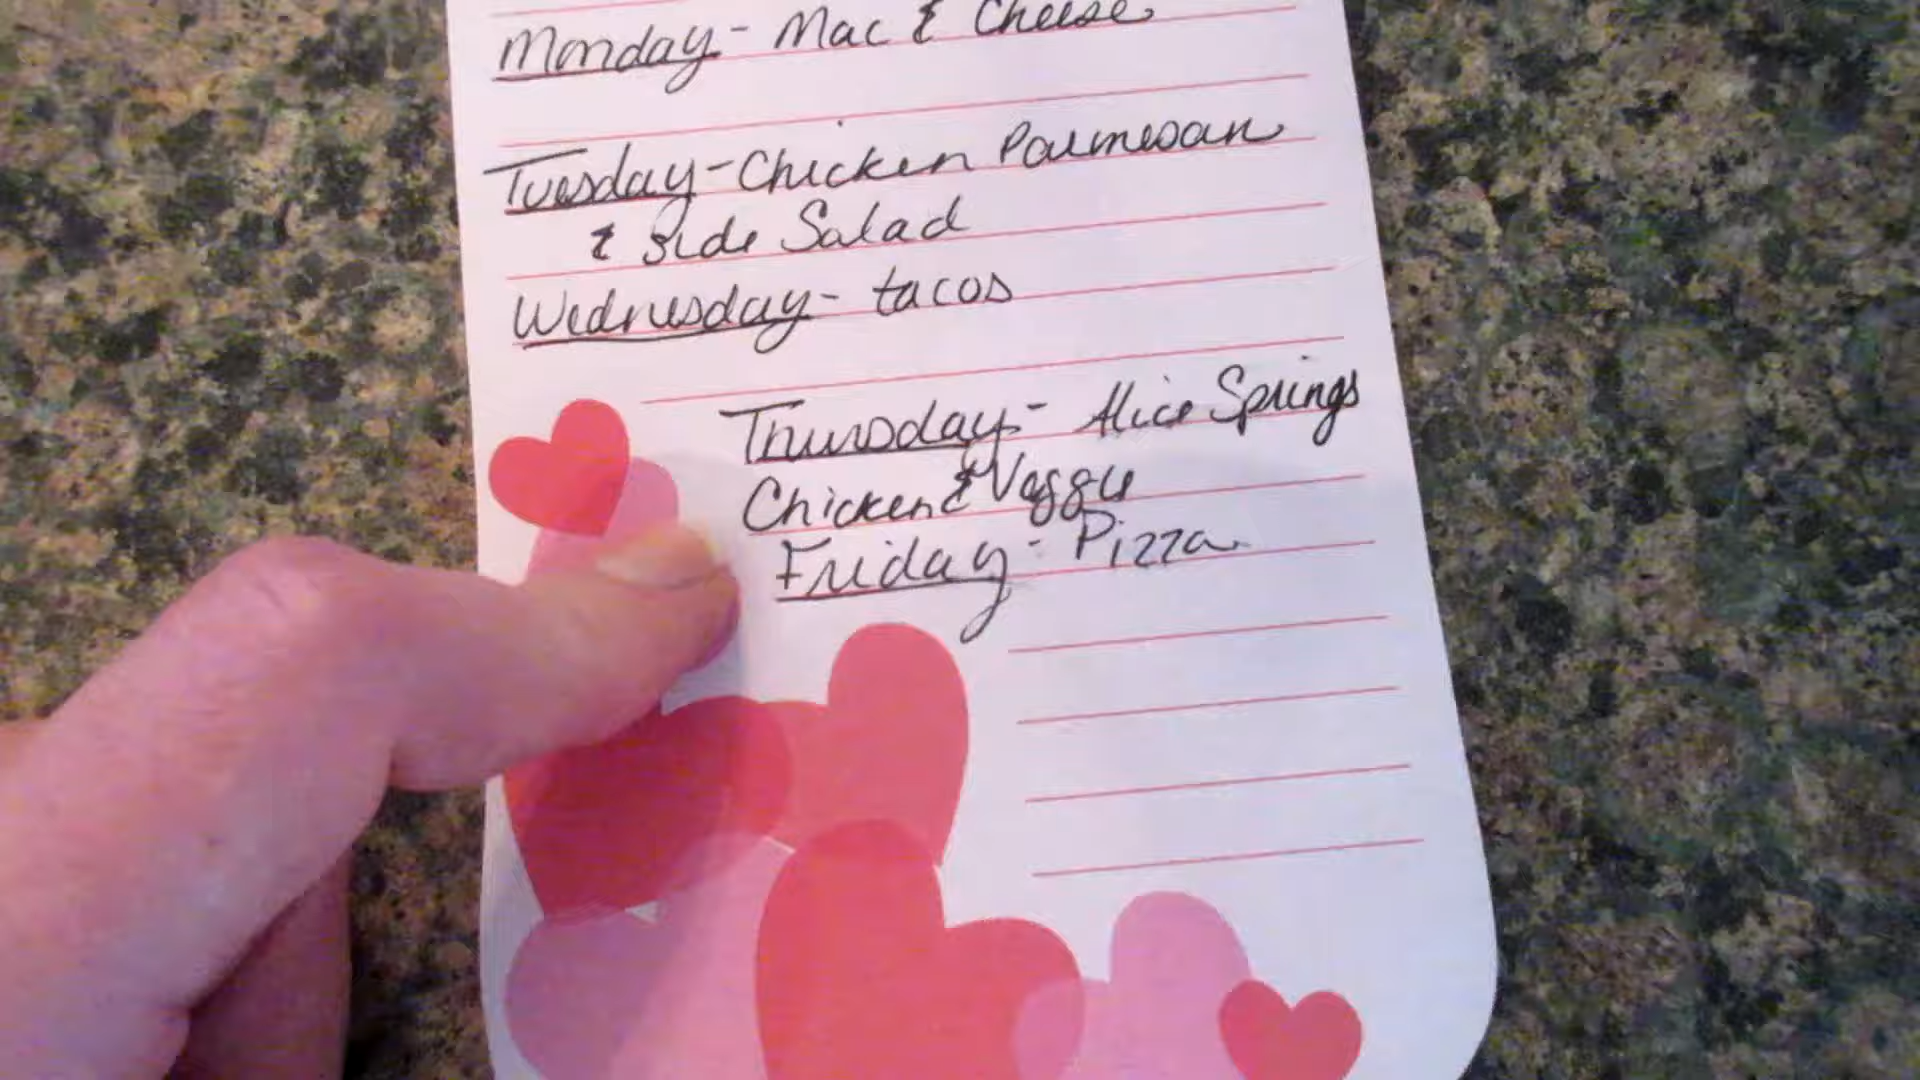 Monday - Mac & Cheese
Tuesday - Chicken Parmesan
& Side Salad
Wednesday - tacos
Thursday - Alice Springs
Chicken & Veggie
Friday - Pizza